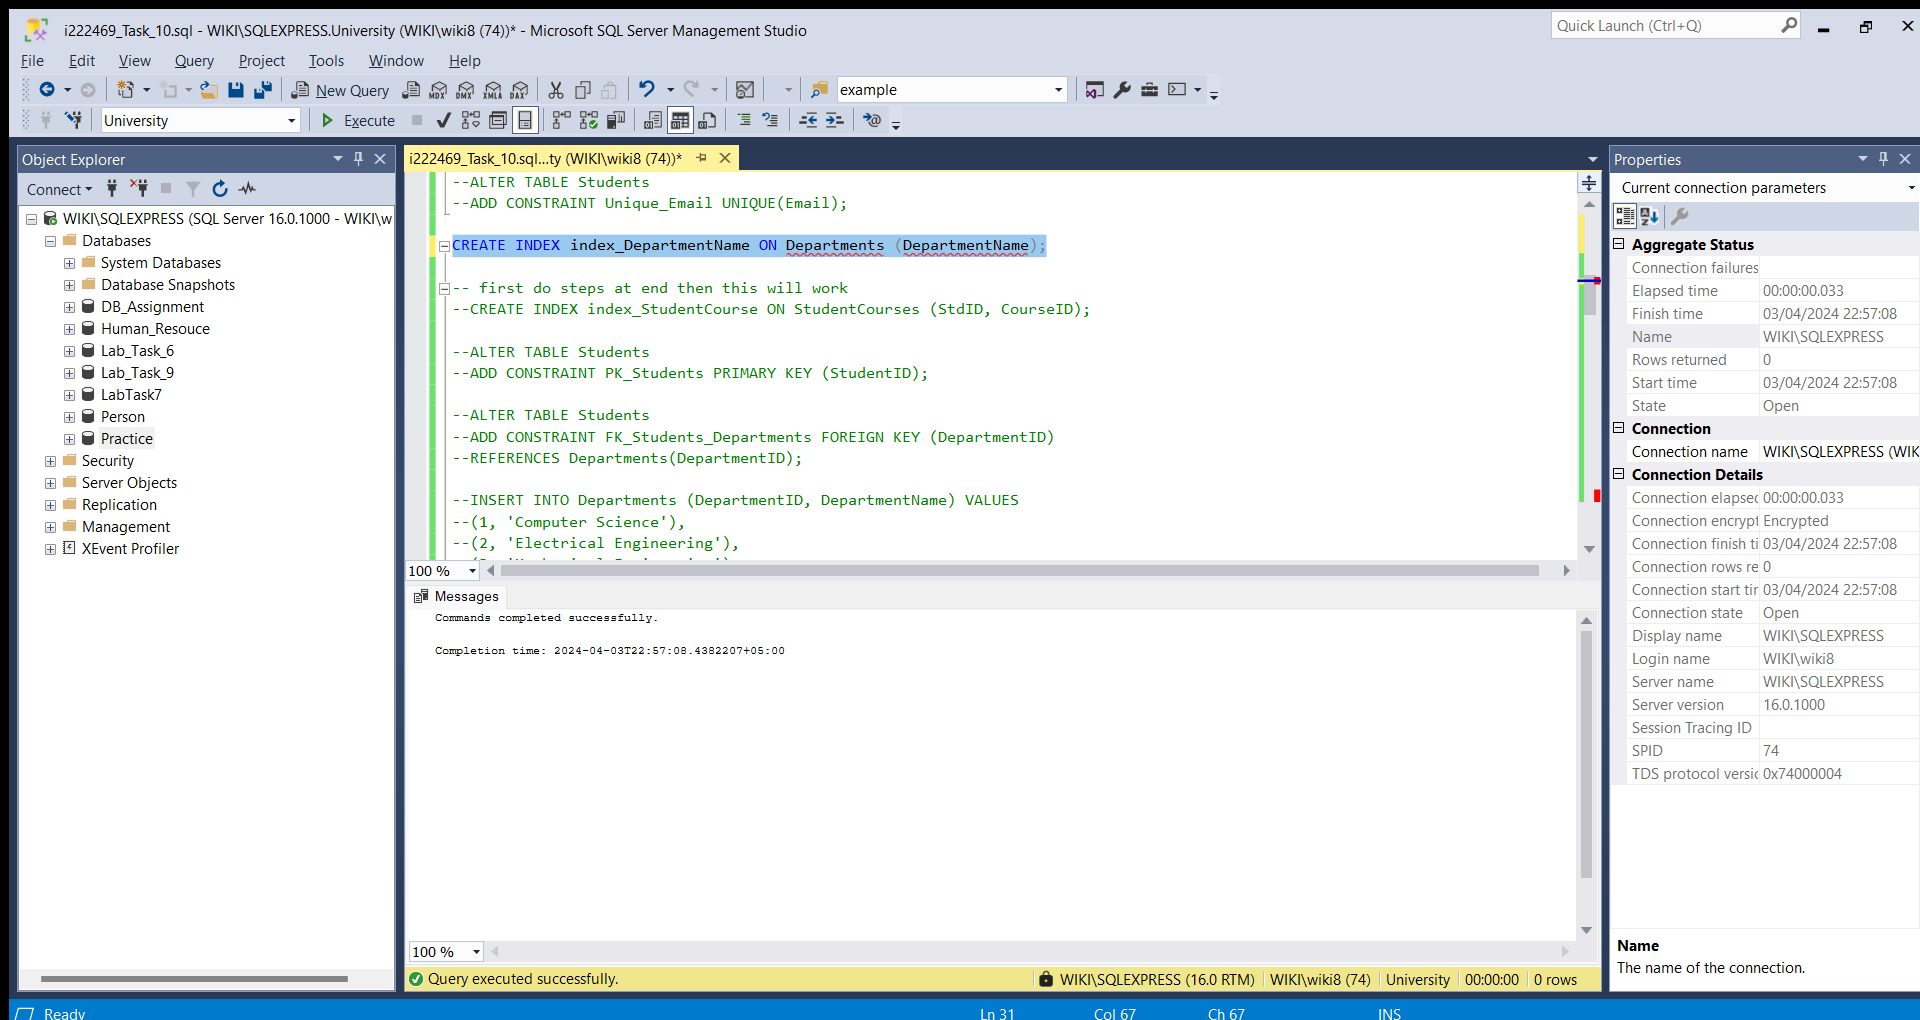 i222469_Task_10.sql - WIKI\SQLEXPRESS.University (WIKI\wiki8 (74))* - Microsoft SQL Server Management Studio
Quick Launch (Ctrl+Q)
File Edit View Query Project Tools Window Help
New Query MDX DMX XMLA DAX example
University Execute
Object Explorer
Connect
WIKI\SQLEXPRESS (SQL Server 16.0.1000 - WIKI\w
Databases
System Databases
Database Snapshots
DB_Assignment
Human_Resouce
Lab_Task_6
Lab_Task_9
LabTask7
Person
Practice
Security
Server Objects
Replication
Management
XEvent Profiler
i222469_Task_10.sql...ty (WIKI\wiki8 (74))*
--ALTER TABLE Students
--ADD CONSTRAINT Unique_Email UNIQUE(Email);
CREATE INDEX index_DepartmentName ON Departments (DepartmentName);
-- first do steps at end then this will work
--CREATE INDEX index_StudentCourse ON StudentCourses (StdID, CourseID);
--ALTER TABLE Students
--ADD CONSTRAINT PK_Students PRIMARY KEY (StudentID);
--ALTER TABLE Students
--ADD CONSTRAINT FK_Students_Departments FOREIGN KEY (DepartmentID)
--REFERENCES Departments(DepartmentID);
--INSERT INTO Departments (DepartmentID, DepartmentName) VALUES
--(1, 'Computer Science'),
--(2, 'Electrical Engineering'),
100 %
Messages
Commands completed successfully.
Completion time: 2024-04-03T22:57:08.4382207+05:00
100 %
Query executed successfully. WIKI\SQLEXPRESS (16.0 RTM) WIKI\wiki8 (74) University 00:00:00 0 rows
Properties
Current connection parameters
Aggregate Status
Connection failures
Elapsed time 00:00:00.033
Finish time 03/04/2024 22:57:08
Name WIKI\SQLEXPRESS
Rows returned 0
Start time 03/04/2024 22:57:08
State Open
Connection
Connection name WIKI\SQLEXPRESS (WIK
Connection Details
Connection elapsec 00:00:00.033
Connection encrypt Encrypted
Connection finish ti 03/04/2024 22:57:08
Connection rows re 0
Connection start tir 03/04/2024 22:57:08
Connection state Open
Display name WIKI\SQLEXPRESS
Login name WIKI\wiki8
Server name WIKI\SQLEXPRESS
Server version 16.0.1000
Session Tracing ID
SPID 74
TDS protocol versic 0x74000004
Name
The name of the connection.
Ready Ln 31 Col 67 Ch 67 INS